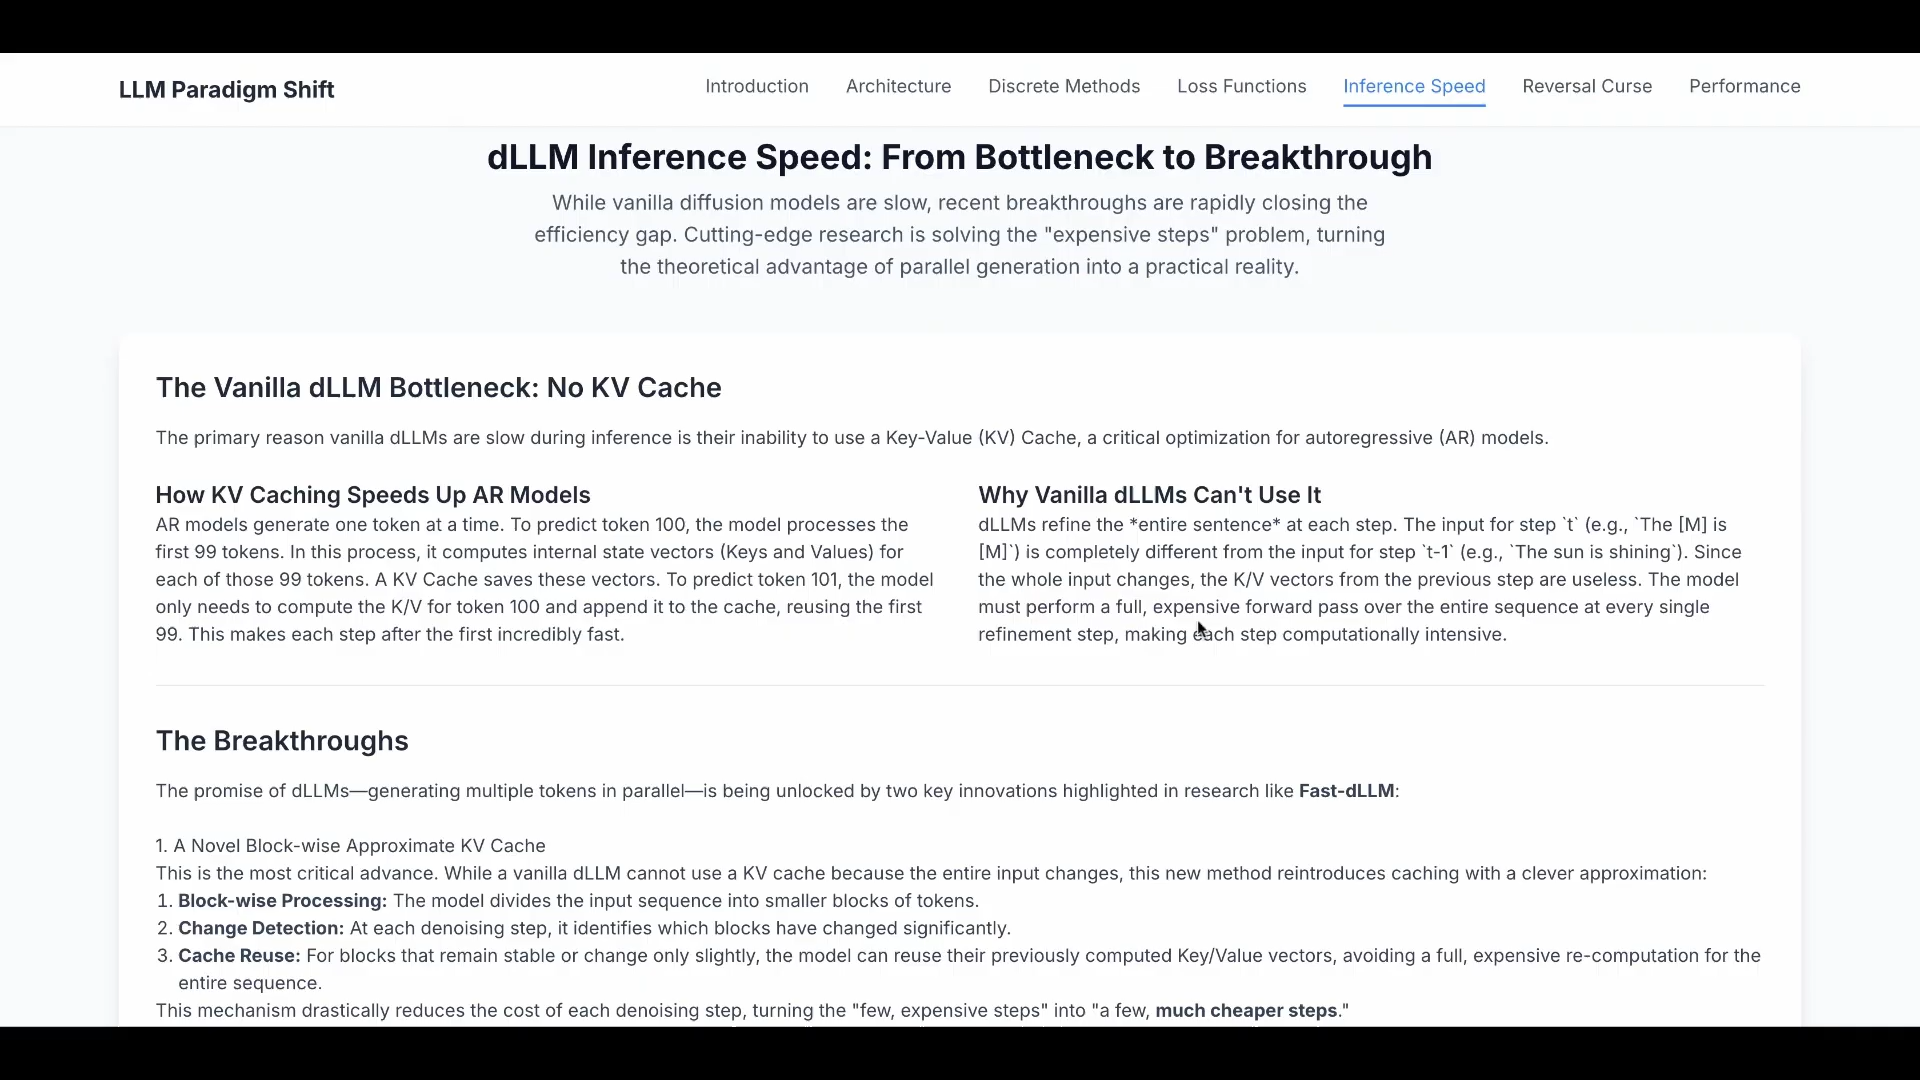 LLM Paradigm Shift
Introduction
Architecture
Discrete Methods
Loss Functions
Inference Speed
Reversal Curse
Performance
dLLM Inference Speed: From Bottleneck to Breakthrough
While vanilla diffusion models are slow, recent breakthroughs are rapidly closing the
efficiency gap. Cutting-edge research is solving the "expensive steps" problem, turning
the theoretical advantage of parallel generation into a practical reality.
The Vanilla dLLM Bottleneck: No KV Cache
The primary reason vanilla dLLMs are slow during inference is their inability to use a Key-Value (KV) Cache, a critical optimization for autoregressive (AR) models.
How KV Caching Speeds Up AR Models
AR models generate one token at a time. To predict token 100, the model processes the
first 99 tokens. In this process, it computes internal state vectors (Keys and Values) for
each of those 99 tokens. A KV Cache saves these vectors. To predict token 101, the model
only needs to compute the K/V for token 100 and append it to the cache, reusing the first
99. This makes each step after the first incredibly fast.
Why Vanilla dLLMs Can't Use It
dLLMs refine the *entire sentence* at each step. The input for step `t` (e.g., `The [M] is
[M]`) is completely different from the input for step `t-1` (e.g., `The sun is shining`). Since
the whole input changes, the K/V vectors from the previous step are useless. The model
must perform a full, expensive forward pass over the entire sequence at every single
refinement step, making each step computationally intensive.
The Breakthroughs
The promise of dLLMs—generating multiple tokens in parallel—is being unlocked by two key innovations highlighted in research like Fast-dLLM:
1. A Novel Block-wise Approximate KV Cache
This is the most critical advance. While a vanilla dLLM cannot use a KV cache because the entire input changes, this new method reintroduces caching with a clever approximation:
1. Block-wise Processing: The model divides the input sequence into smaller blocks of tokens.
2. Change Detection: At each denoising step, it identifies which blocks have changed significantly.
3. Cache Reuse: For blocks that remain stable or change only slightly, the model can reuse their previously computed Key/Value vectors, avoiding a full, expensive re-computation for the
entire sequence.
This mechanism drastically reduces the cost of each denoising step, turning the "few, expensive steps" into "a few, much cheaper steps."